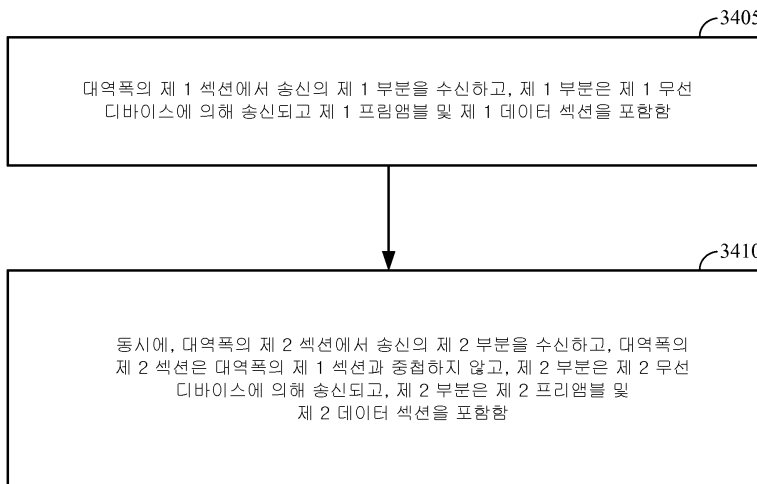 3405
대역폭의 제 1 섹션에서 송신의 제 1 부분을 수신하고, 제 1 부분은 제 1 무선
디바이스에 의해 송신되고 제 1 프림앰블 및 제 1 데이터 섹션을 포함함
3410
동시에, 대역폭의 제 2 섹션에서 송신의 제 2 부분을 수신하고, 대역폭의
제 2 섹션은 대역폭의 제 1 섹션과 중첩하지 않고, 제 2 부분은 제 2 무선
디바이스에 의해 송신되고, 제 2 부분은 제 2 프리앰블 및
제 2 데이터 섹션을 포함함